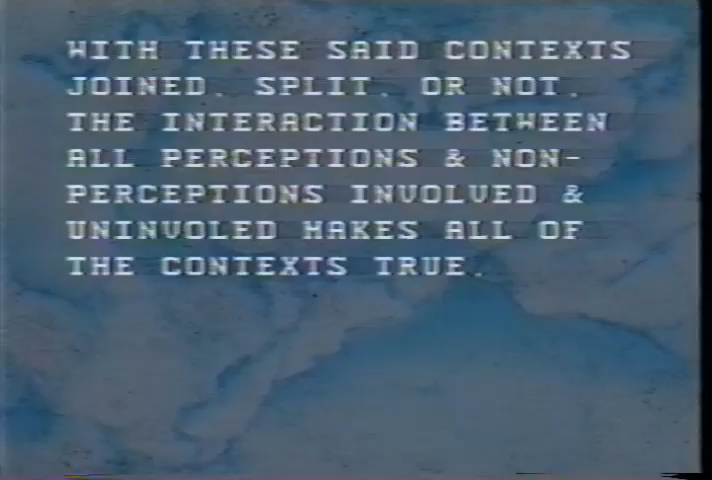 WITH THESE SAID CONTEXTS
JOINED, SPLIT, OR NOT,
THE INTERACTION BETWEEN
ALL PERCEPTIONS & NON-
PERCEPTIONS INVOLVED &
UNINVOLED MAKES ALL OF
THE CONTEXTS TRUE.